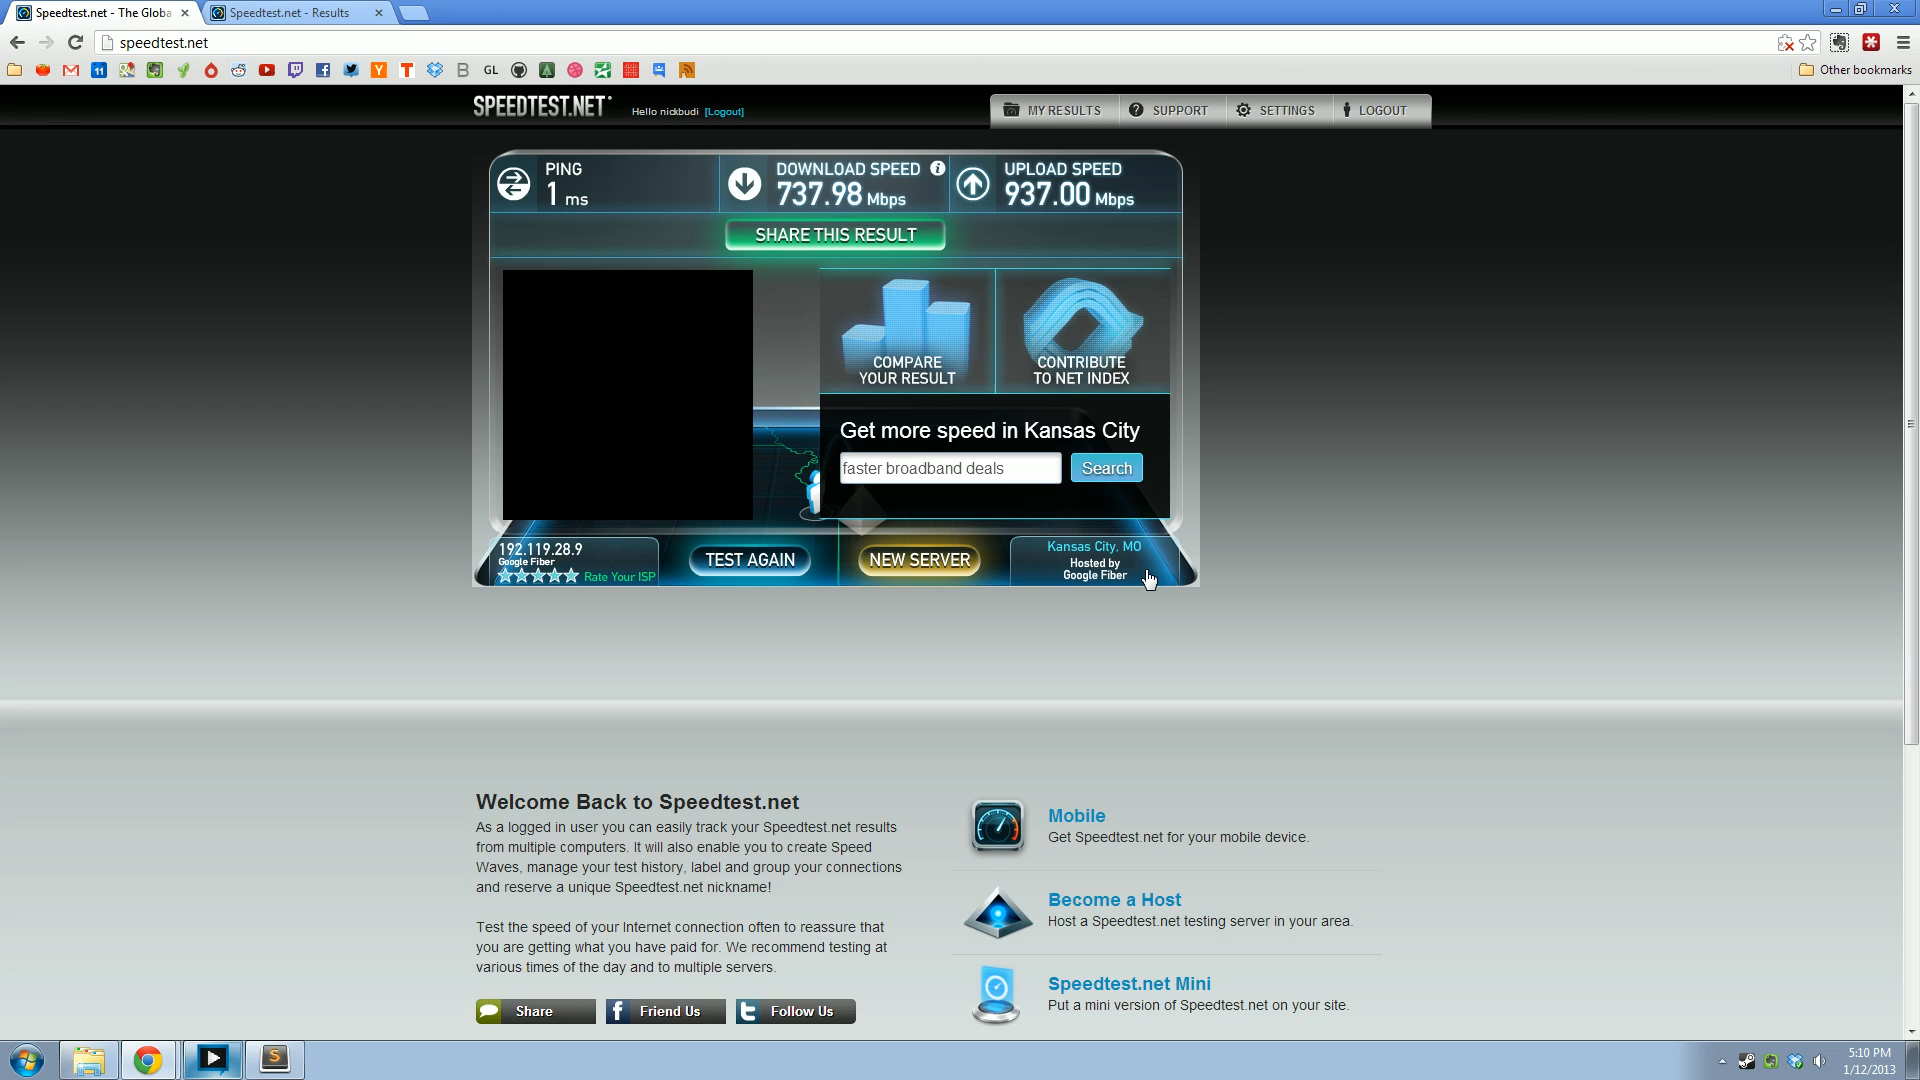 Speedtest.net - The Globa
Speedtest.net - Results
speedtest.net
11
GL
Other bookmarks
SPEEDTEST.NET
Hello nickbudi [Logout]
MY RESULTS
SUPPORT
SETTINGS
LOGOUT
PING
1 ms
DOWNLOAD SPEED
737.98 Mbps
UPLOAD SPEED
937.00 Mbps
SHARE THIS RESULT
COMPARE
YOUR RESULT
CONTRIBUTE
TO NET INDEX
Get more speed in Kansas City
faster broadband deals
Search
192.119.28.9
Google Fiber
Rate Your ISP
TEST AGAIN
NEW SERVER
Kansas City, MO
Hosted by
Google Fiber
Welcome Back to Speedtest.net
As a logged in user you can easily track your Speedtest.net results
from multiple computers. It will also enable you to create Speed
Waves, manage your test history, label and group your connections
and reserve a unique Speedtest.net nickname!
Test the speed of your Internet connection often to reassure that
you are getting what you have paid for. We recommend testing at
various times of the day and to multiple servers.
Share
Friend Us
Follow Us
Mobile
Get Speedtest.net for your mobile device.
Become a Host
Host a Speedtest.net testing server in your area.
Speedtest.net Mini
Put a mini version of Speedtest.net on your site.
5:10 PM
1/12/2013